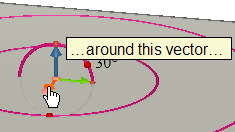 …around this vector…
30°